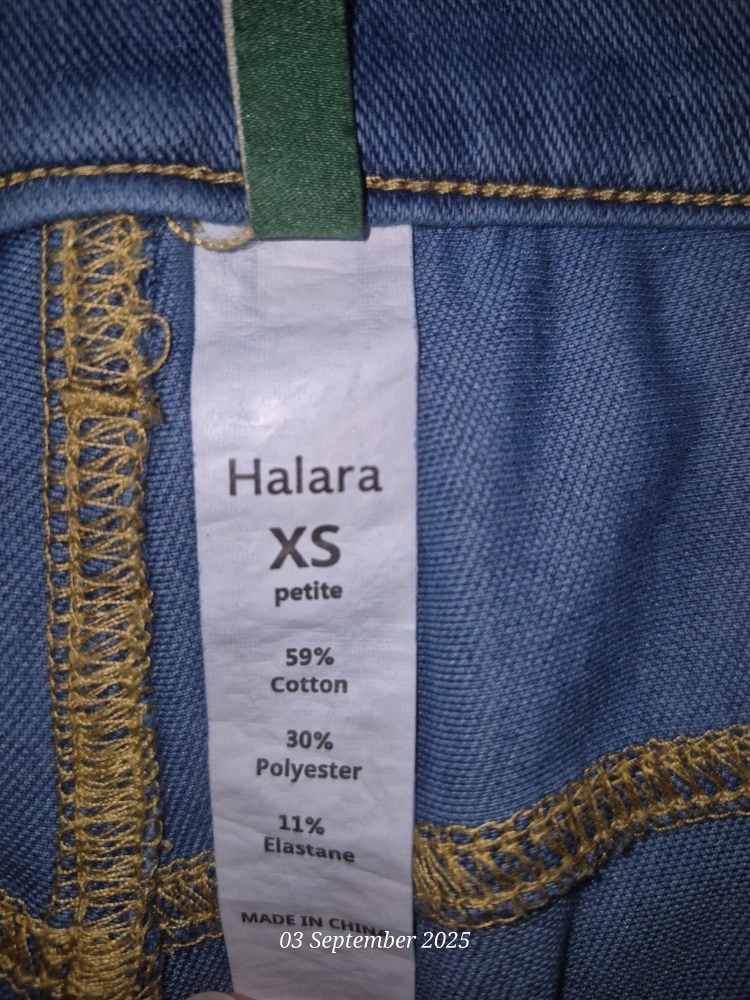 Halara
XS
petite
59%
Cotton
30%
Polyester
11%
Elastane
MADE IN CHINA
03 September 2025